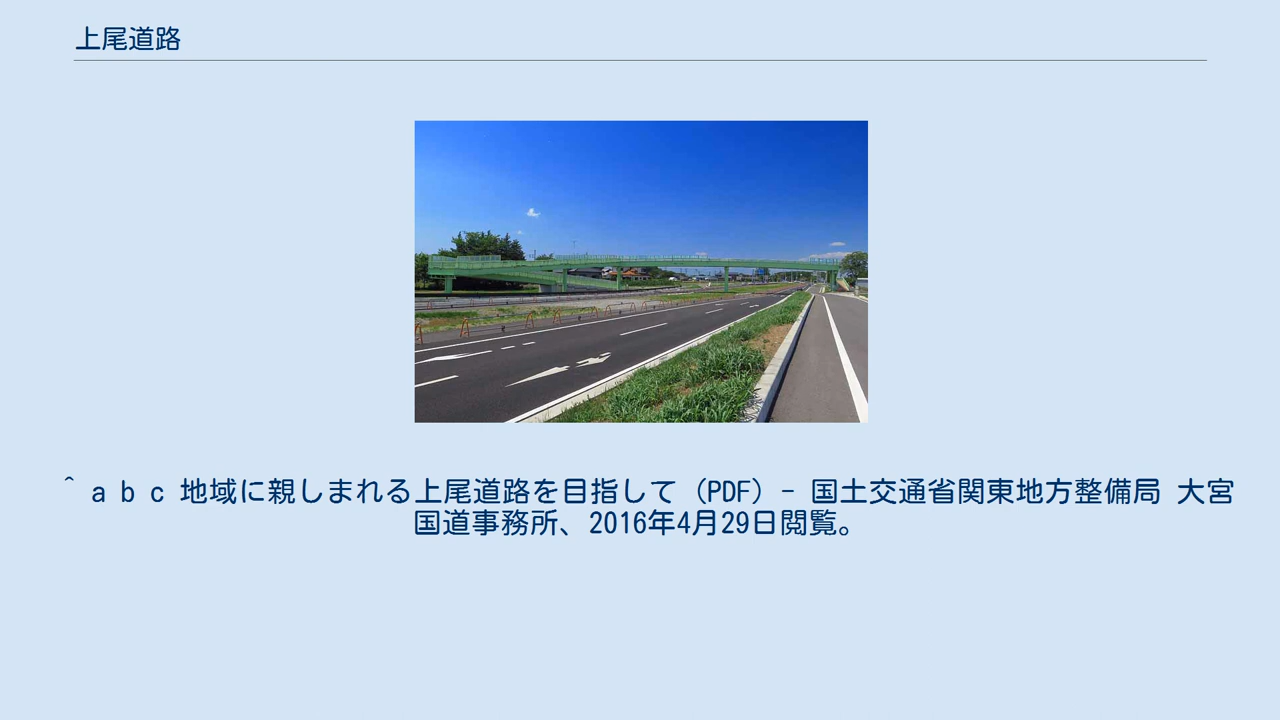 上尾道路
^ a b c 地域に親しまれる上尾道路を目指して（PDF）- 国土交通省関東地方整備局 大宮
国道事務所、2016年4月29日閲覧。